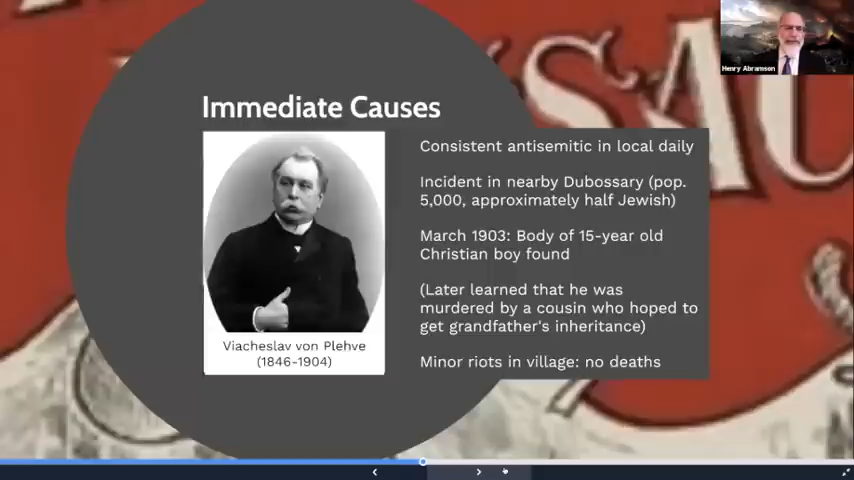 Henry Abramson
Immediate Causes
Viacheslav von Plehve
(1846-1904)
Consistent antisemitic in local daily
Incident in nearby Dubossary (pop.
5,000, approximately half Jewish)
March 1903: Body of 15-year old
Christian boy found
(Later learned that he was
murdered by a cousin who hoped to
get grandfather's inheritance)
Minor riots in village: no deaths